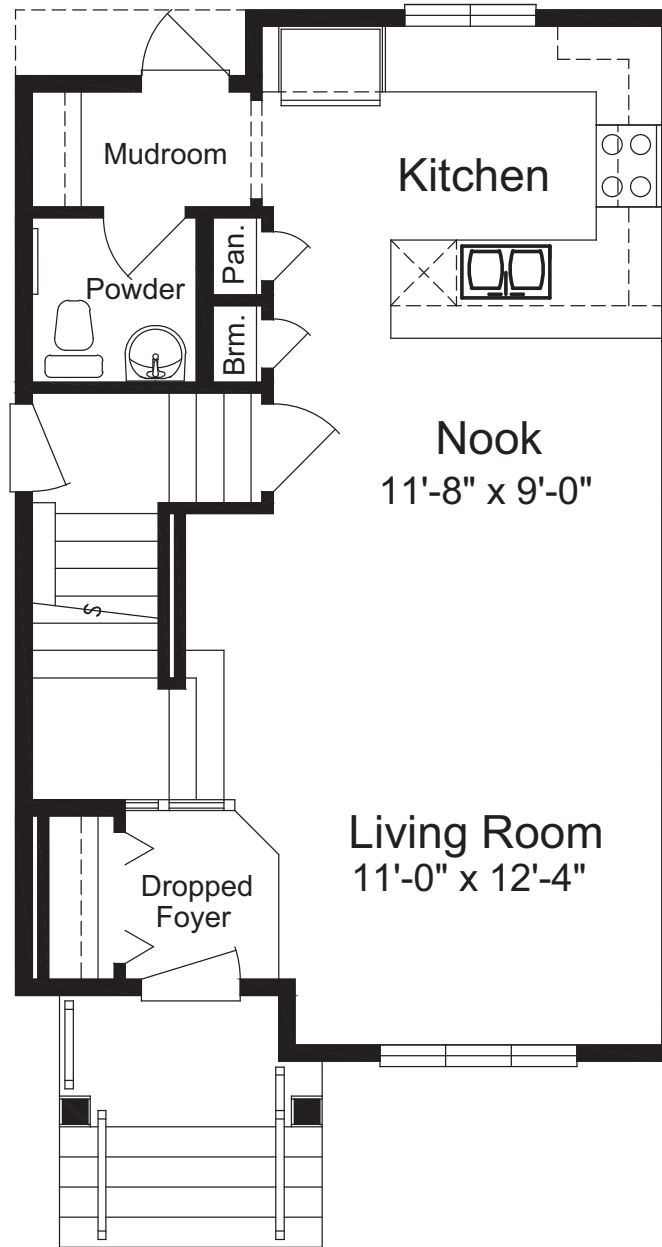 Mudroom
Kitchen
Pan.
Powder
Brm.
Nook
11'-8" x 9'-0"
S
Living Room
11'-0" x 12'-4"
Dropped
Foyer